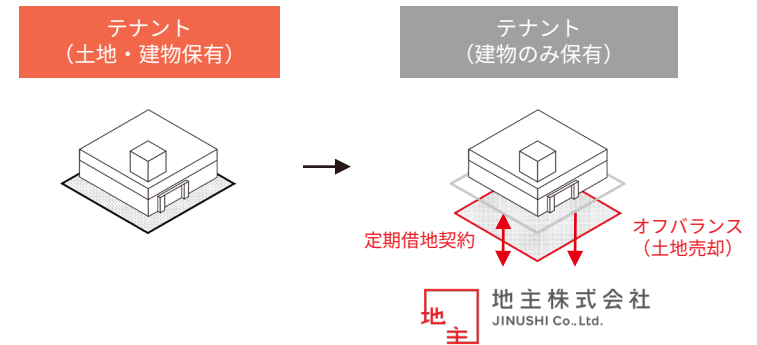 テナント
（土地・建物保有）
テナント
（建物のみ保有）
定期借地契約
オフバランス
（土地売却）
地主
地主株式会社
JINUSHI Co.,Ltd.